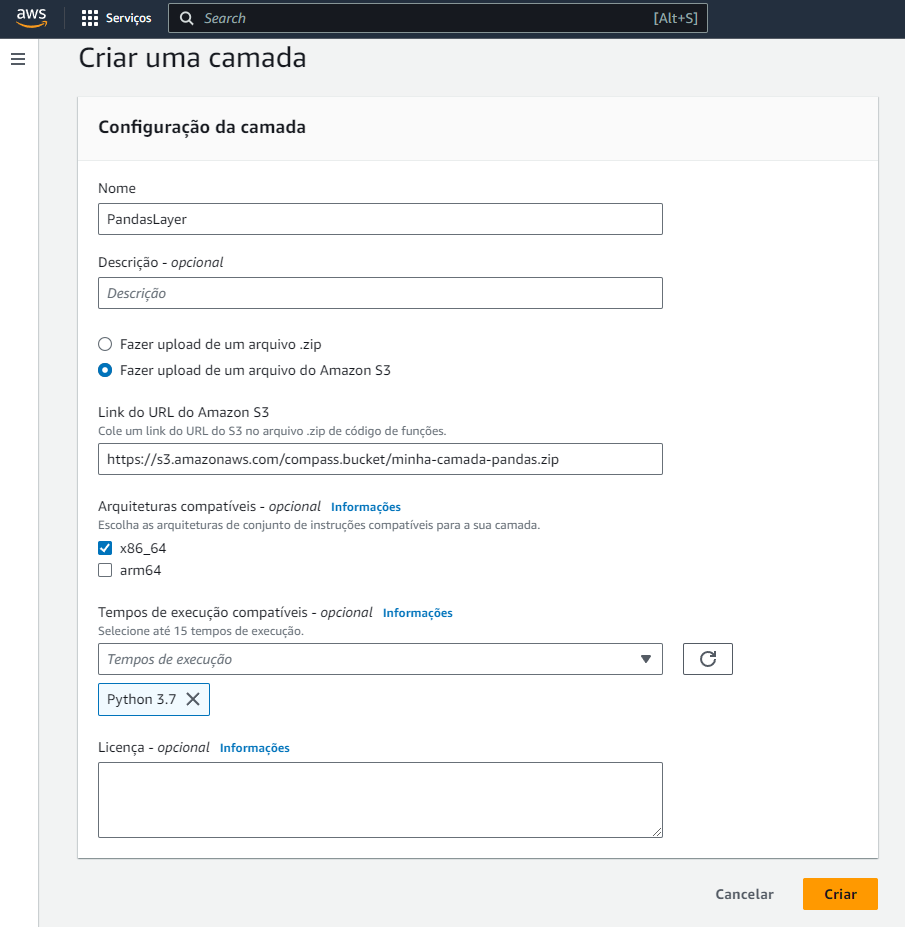 aws Serviços Search [Alt+S]
Criar uma camada
Configuração da camada
Nome
PandasLayer
Descrição - opcional
Descrição
Fazer upload de um arquivo .zip
Fazer upload de um arquivo do Amazon S3
Link do URL do Amazon S3
Cole um link do URL do S3 no arquivo .zip de código de funções.
https://s3.amazonaws.com/compass.bucket/minha-camada-pandas.zip
Arquiteturas compatíveis - opcional Informações
Escolha as arquiteturas de conjunto de instruções compatíveis para a sua camada.
x86_64
arm64
Tempos de execução compatíveis - opcional Informações
Selecione até 15 tempos de execução.
Tempos de execução
Python 3.7
Licença - opcional Informações
Cancelar Criar